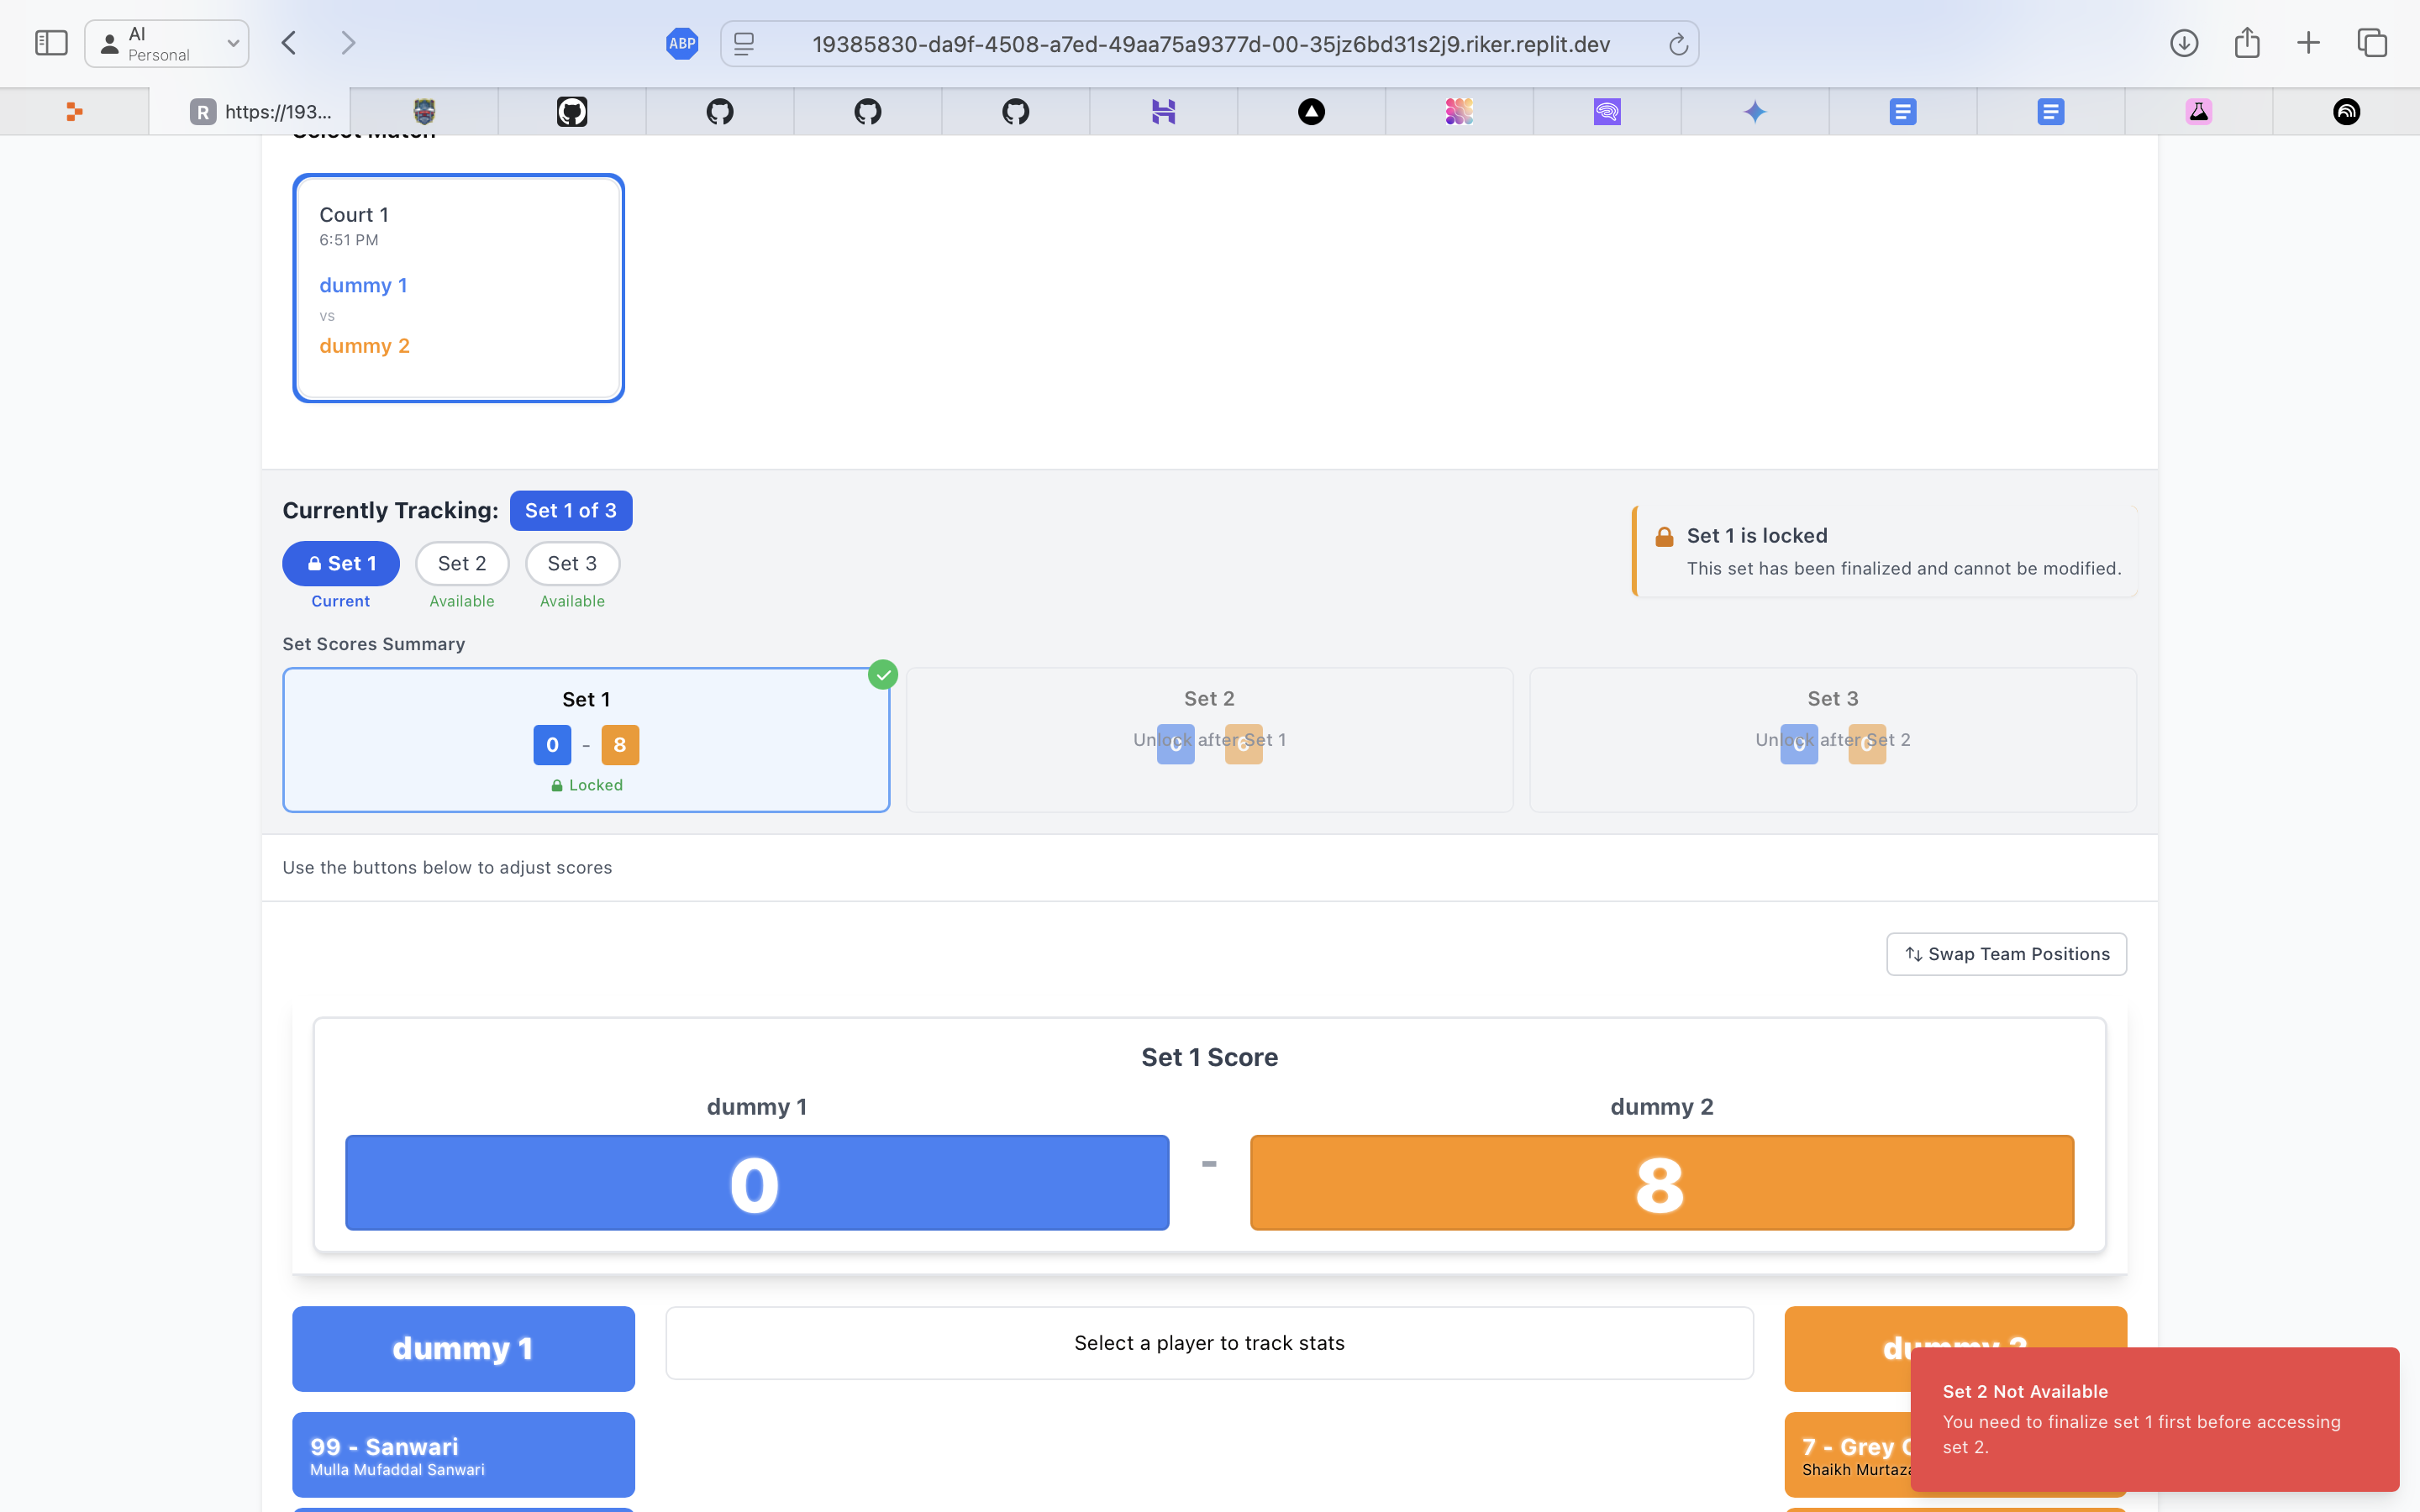 AI
Personal
ABP
19385830-da9f-4508-a7ed-49aa75a9377d-00-35jz6bd31s2j9.riker.replit.dev
R https://193...
Select Match
Court 1
6:51 PM
dummy 1
vs
dummy 2
Currently Tracking: Set 1 of 3
Set 1 is locked
This set has been finalized and cannot be modified.
Set 1 Set 2 Set 3
Current Available Available
Set Scores Summary
Set 1
0 - 8
Locked
Set 2
Unlock after Set 1
Set 3
Unlock after Set 2
0 0
Use the buttons below to adjust scores
Swap Team Positions
Set 1 Score
dummy 1 dummy 2
0 - 8
dummy 1
Select a player to track stats
dummy 2
99 - Sanwari
Mulla Mufaddal Sanwari
7 - Grey
Shaikh Murtaza
Set 2 Not Available
You need to finalize set 1 first before accessing
set 2.